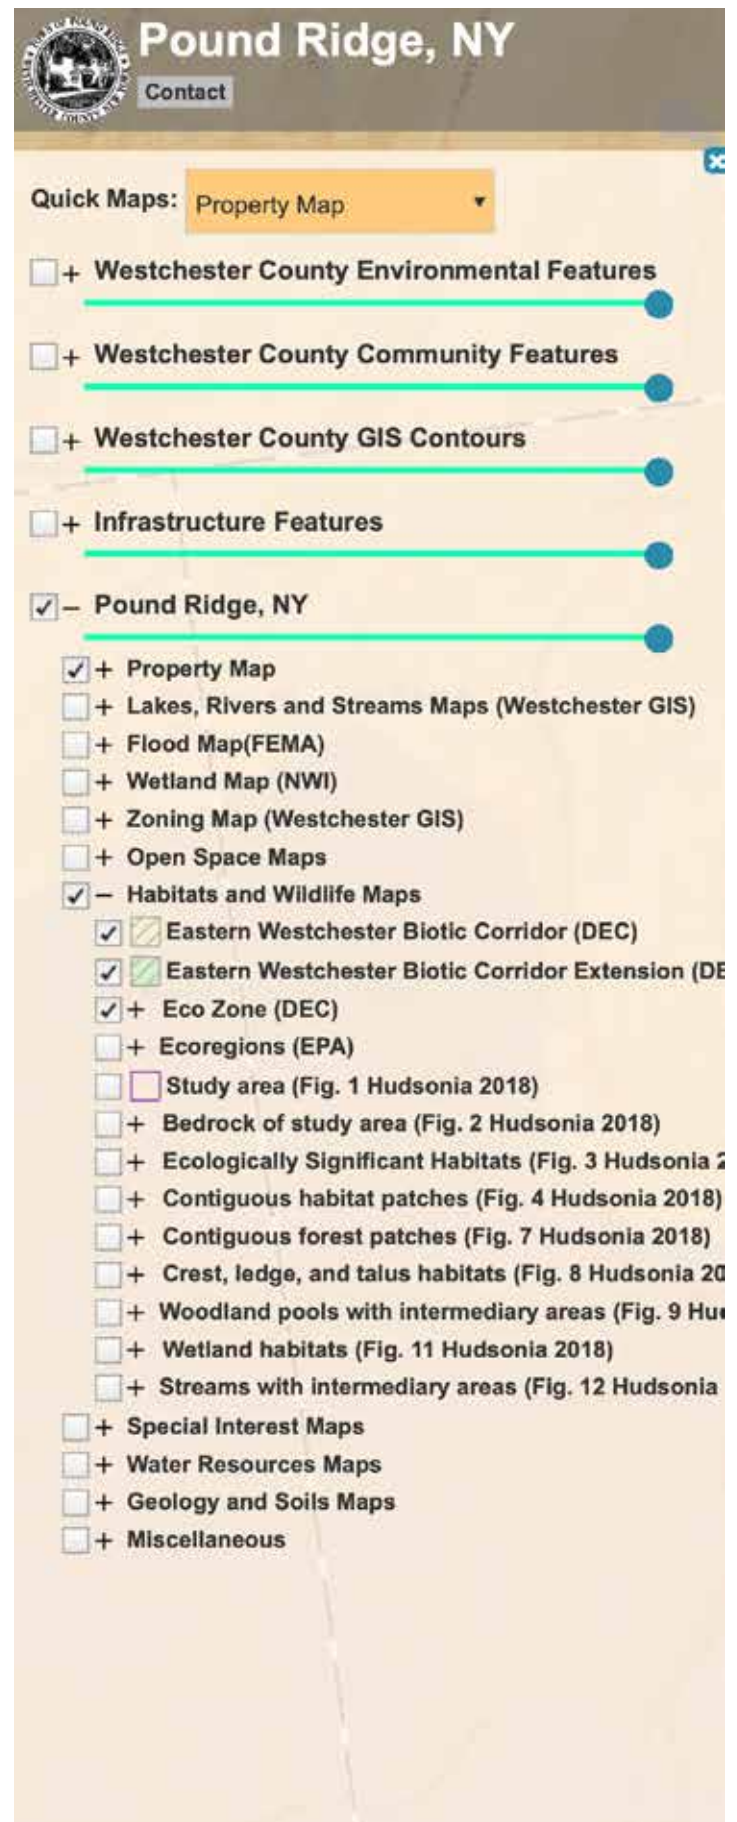 Pound Ridge, NY
Contact
Quick Maps: Property Map
+ Westchester County Environmental Features
+ Westchester County Community Features
+ Westchester County GIS Contours
+ Infrastructure Features
– Pound Ridge, NY
+ Property Map
+ Lakes, Rivers and Streams Maps (Westchester GIS)
+ Flood Map(FEMA)
+ Wetland Map (NWI)
+ Zoning Map (Westchester GIS)
+ Open Space Maps
– Habitats and Wildlife Maps
Eastern Westchester Biotic Corridor (DEC)
Eastern Westchester Biotic Corridor Extension (DE
+ Eco Zone (DEC)
+ Ecoregions (EPA)
Study area (Fig. 1 Hudsonia 2018)
+ Bedrock of study area (Fig. 2 Hudsonia 2018)
+ Ecologically Significant Habitats (Fig. 3 Hudsonia 2
+ Contiguous habitat patches (Fig. 4 Hudsonia 2018)
+ Contiguous forest patches (Fig. 7 Hudsonia 2018)
+ Crest, ledge, and talus habitats (Fig. 8 Hudsonia 20
+ Woodland pools with intermediary areas (Fig. 9 Hu
+ Wetland habitats (Fig. 11 Hudsonia 2018)
+ Streams with intermediary areas (Fig. 12 Hudsonia
+ Special Interest Maps
+ Water Resources Maps
+ Geology and Soils Maps
+ Miscellaneous